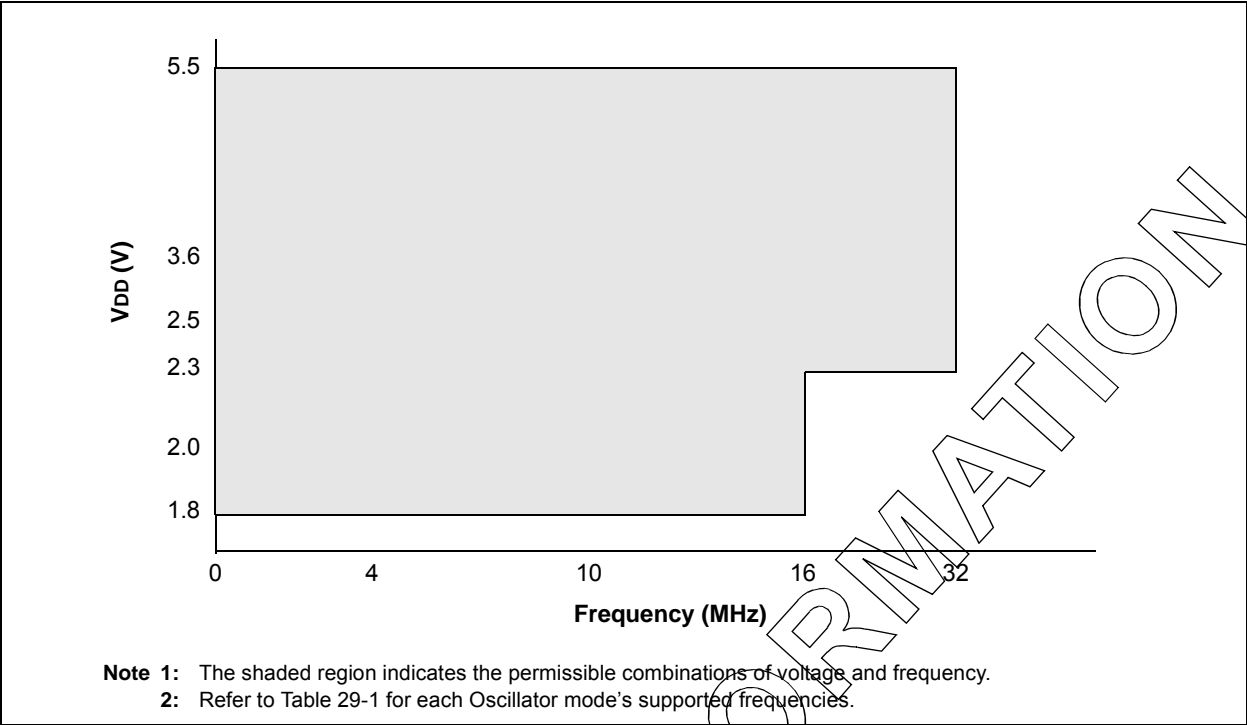 5.5
3.6
2.5
2.3
2.0
1.8
VDD (V)
0 4 10 16 32
Frequency (MHz)
Note 1: The shaded region indicates the permissible combinations of voltage and frequency.
2: Refer to Table 29-1 for each Oscillator mode's supported frequencies.
ORMATION